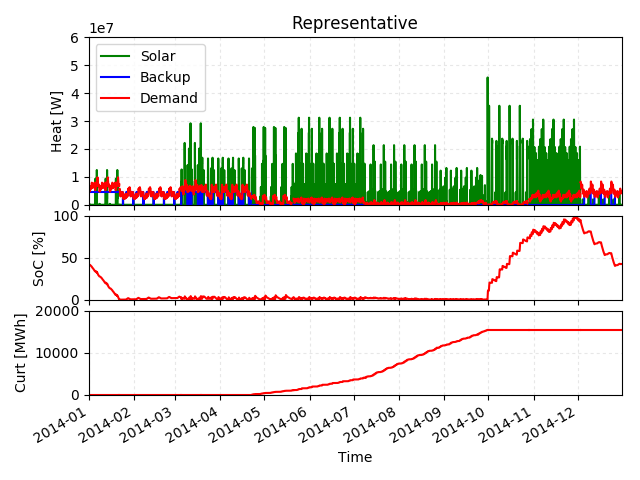 Representative
1e7
Heat [W]
6
5
4
3
2
1
0
Solar
Backup
Demand
SoC [%]
100
50
0
Curt [MWh]
20000
10000
0
2014-01
2014-02
2014-03
2014-04
2014-05
2014-06
2014-07
2014-08
2014-09
2014-10
2014-11
2014-12
Time